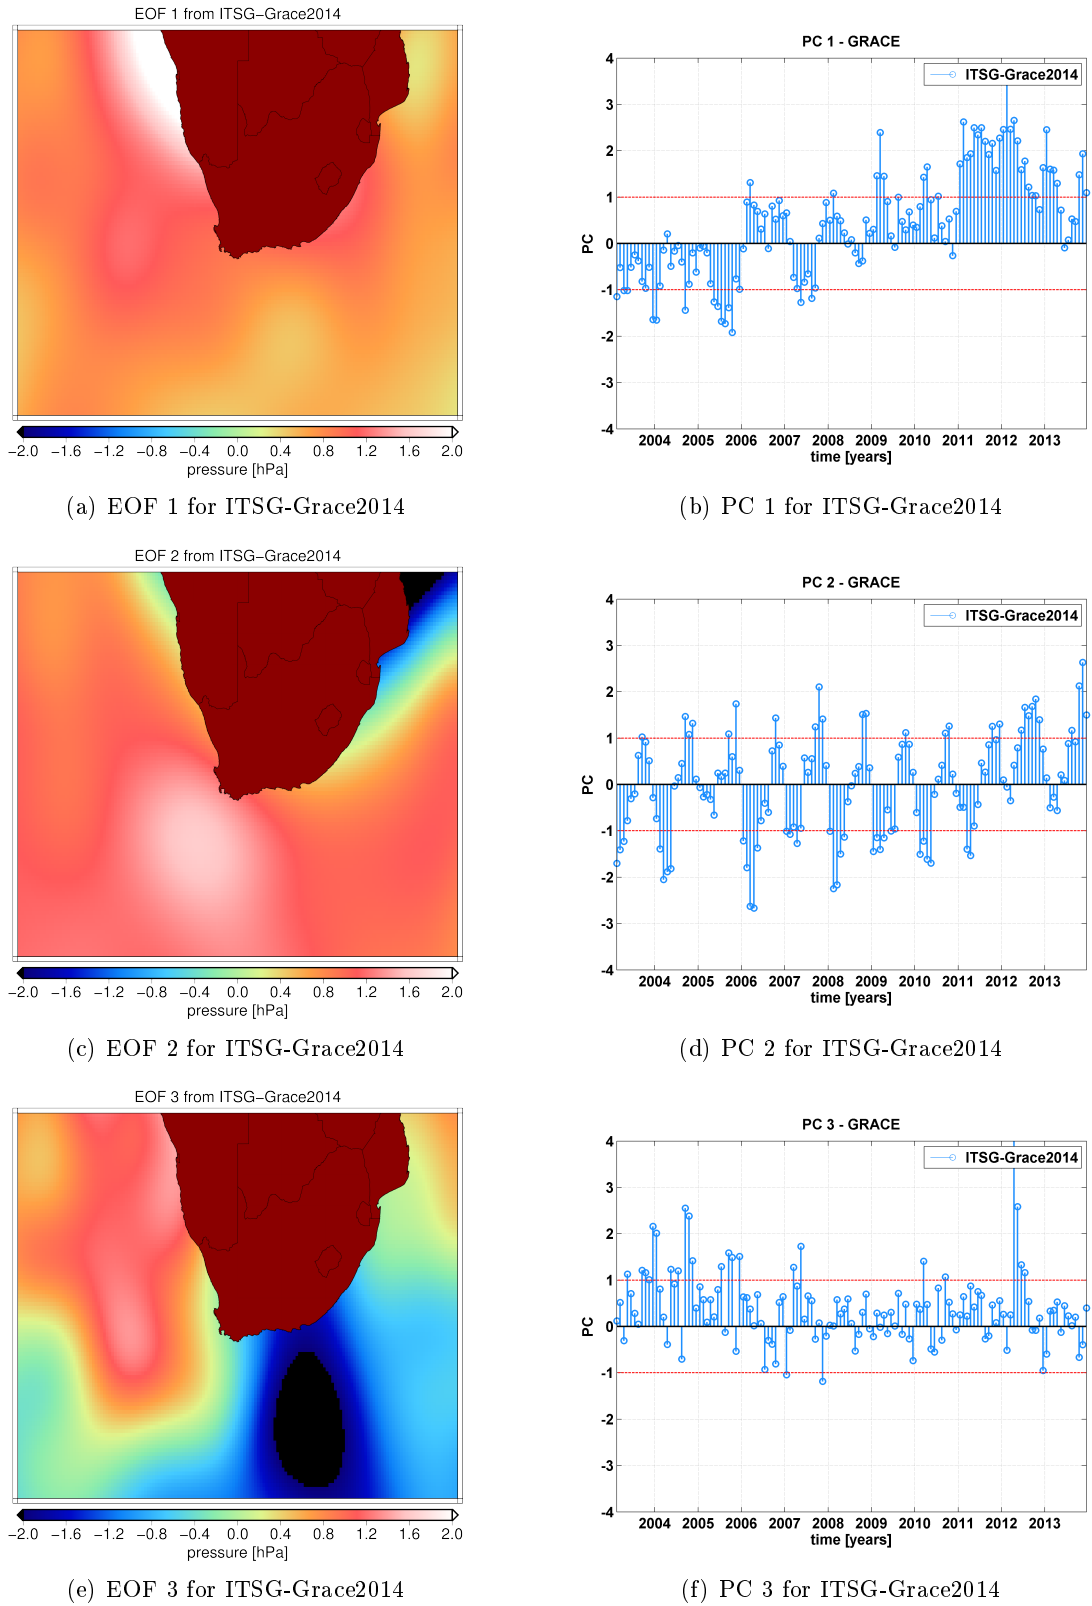 EOF 1 from ITSG−Grace2014
−2.0 −1.6 −1.2 −0.8 −0.4 0.0 0.4 0.8 1.2 1.6 2.0
pressure [hPa]
(a) EOF 1 for ITSG-Grace2014
PC 1 - GRACE
ITSG-Grace2014
4
3
2
1
0
-1
-2
-3
-4
PC
2004 2005 2006 2007 2008 2009 2010 2011 2012 2013
time [years]
(b) PC 1 for ITSG-Grace2014
EOF 2 from ITSG−Grace2014
−2.0 −1.6 −1.2 −0.8 −0.4 0.0 0.4 0.8 1.2 1.6 2.0
pressure [hPa]
(c) EOF 2 for ITSG-Grace2014
PC 2 - GRACE
ITSG-Grace2014
4
3
2
1
0
-1
-2
-3
-4
PC
2004 2005 2006 2007 2008 2009 2010 2011 2012 2013
time [years]
(d) PC 2 for ITSG-Grace2014
EOF 3 from ITSG−Grace2014
−2.0 −1.6 −1.2 −0.8 −0.4 0.0 0.4 0.8 1.2 1.6 2.0
pressure [hPa]
(e) EOF 3 for ITSG-Grace2014
PC 3 - GRACE
ITSG-Grace2014
4
3
2
1
0
-1
-2
-3
-4
PC
2004 2005 2006 2007 2008 2009 2010 2011 2012 2013
time [years]
(f) PC 3 for ITSG-Grace2014